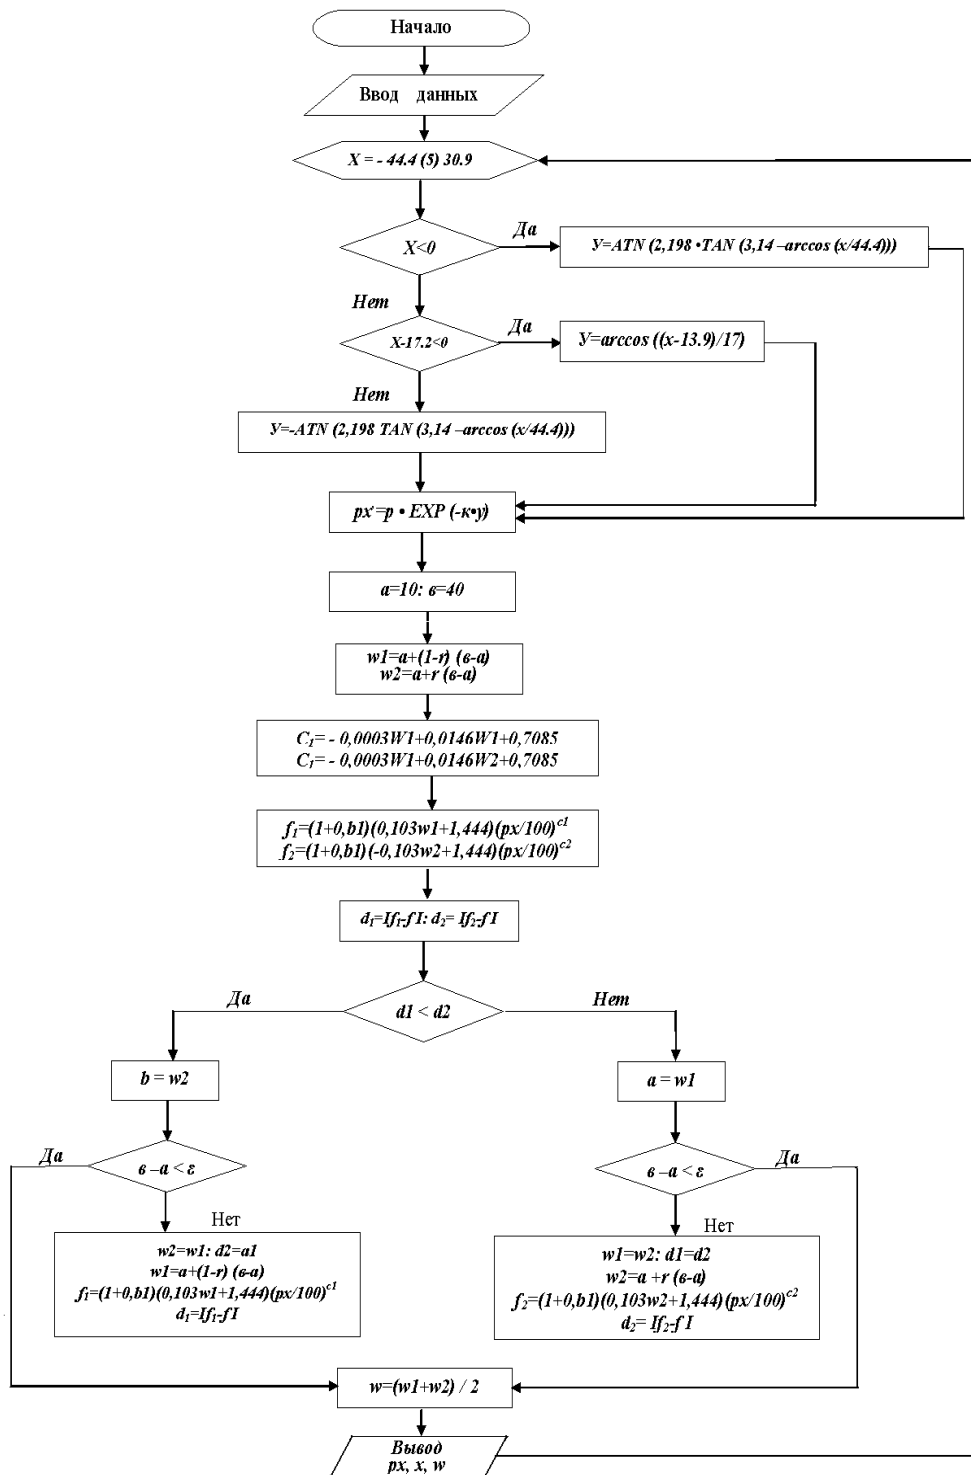 Начало
Ввод данных
X = - 44.4 (5) 30.9
Да
X<0
У=ATN (2,198 •TAN (3,14 –arccos (x/44.4)))
Нет
Да
X-17.2<0
У=arccos ((x-13.9)/17)
Нет
У=-ATN (2,198 TAN (3,14 –arccos (x/44.4)))
px'=p • EXP (-к•y)
a=10: в=40
w1=a+(1-r) (в-a)
w2=a+r (в-a)
C₁= - 0,0003W1+0,0146W1+0,7085
C₁= - 0,0003W1+0,0146W2+0,7085
f₁=(1+0,b1)(0,103w1+1,444)(px/100)ᶜ¹
f₂=(1+0,b1)(-0,103w2+1,444)(px/100)ᶜ²
d₁=If₁-f I: d₂= If₂-f I
Да
Нет
d1 < d2
b = w2
a = w1
Да
в –a < ε
Да
в –a < ε
Нет
Нет
w2=w1: d2=a1
w1=a+(1-r) (в-a)
f₁=(1+0,b1)(0,103w1+1,444)(px/100)ᶜ¹
d₁=If₁-f I
w1=w2: d1=d2
w2=a +r (в-a)
f₂=(1+0,b1)(0,103w2+1,444)(px/100)ᶜ²
d₂= If₂-f I
w=(w1+w2) / 2
Вывод
px, x, w